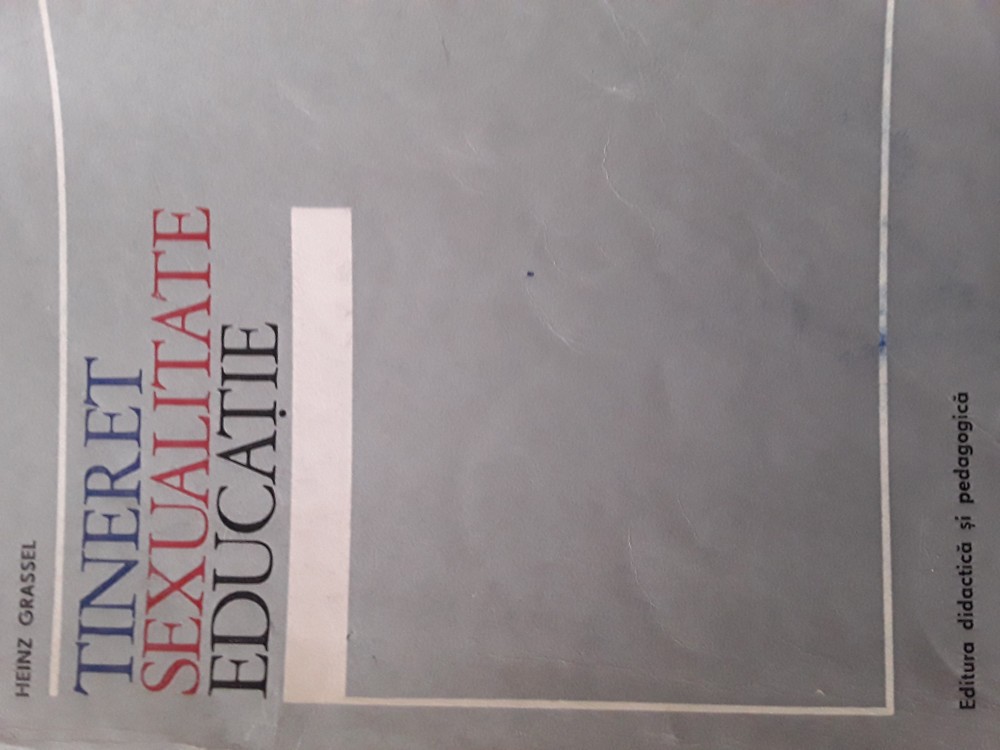 HEINZ GRASSEL
TINERET
SEXUALITATE
EDUCAȚIE
Editura didactică și pedagogică